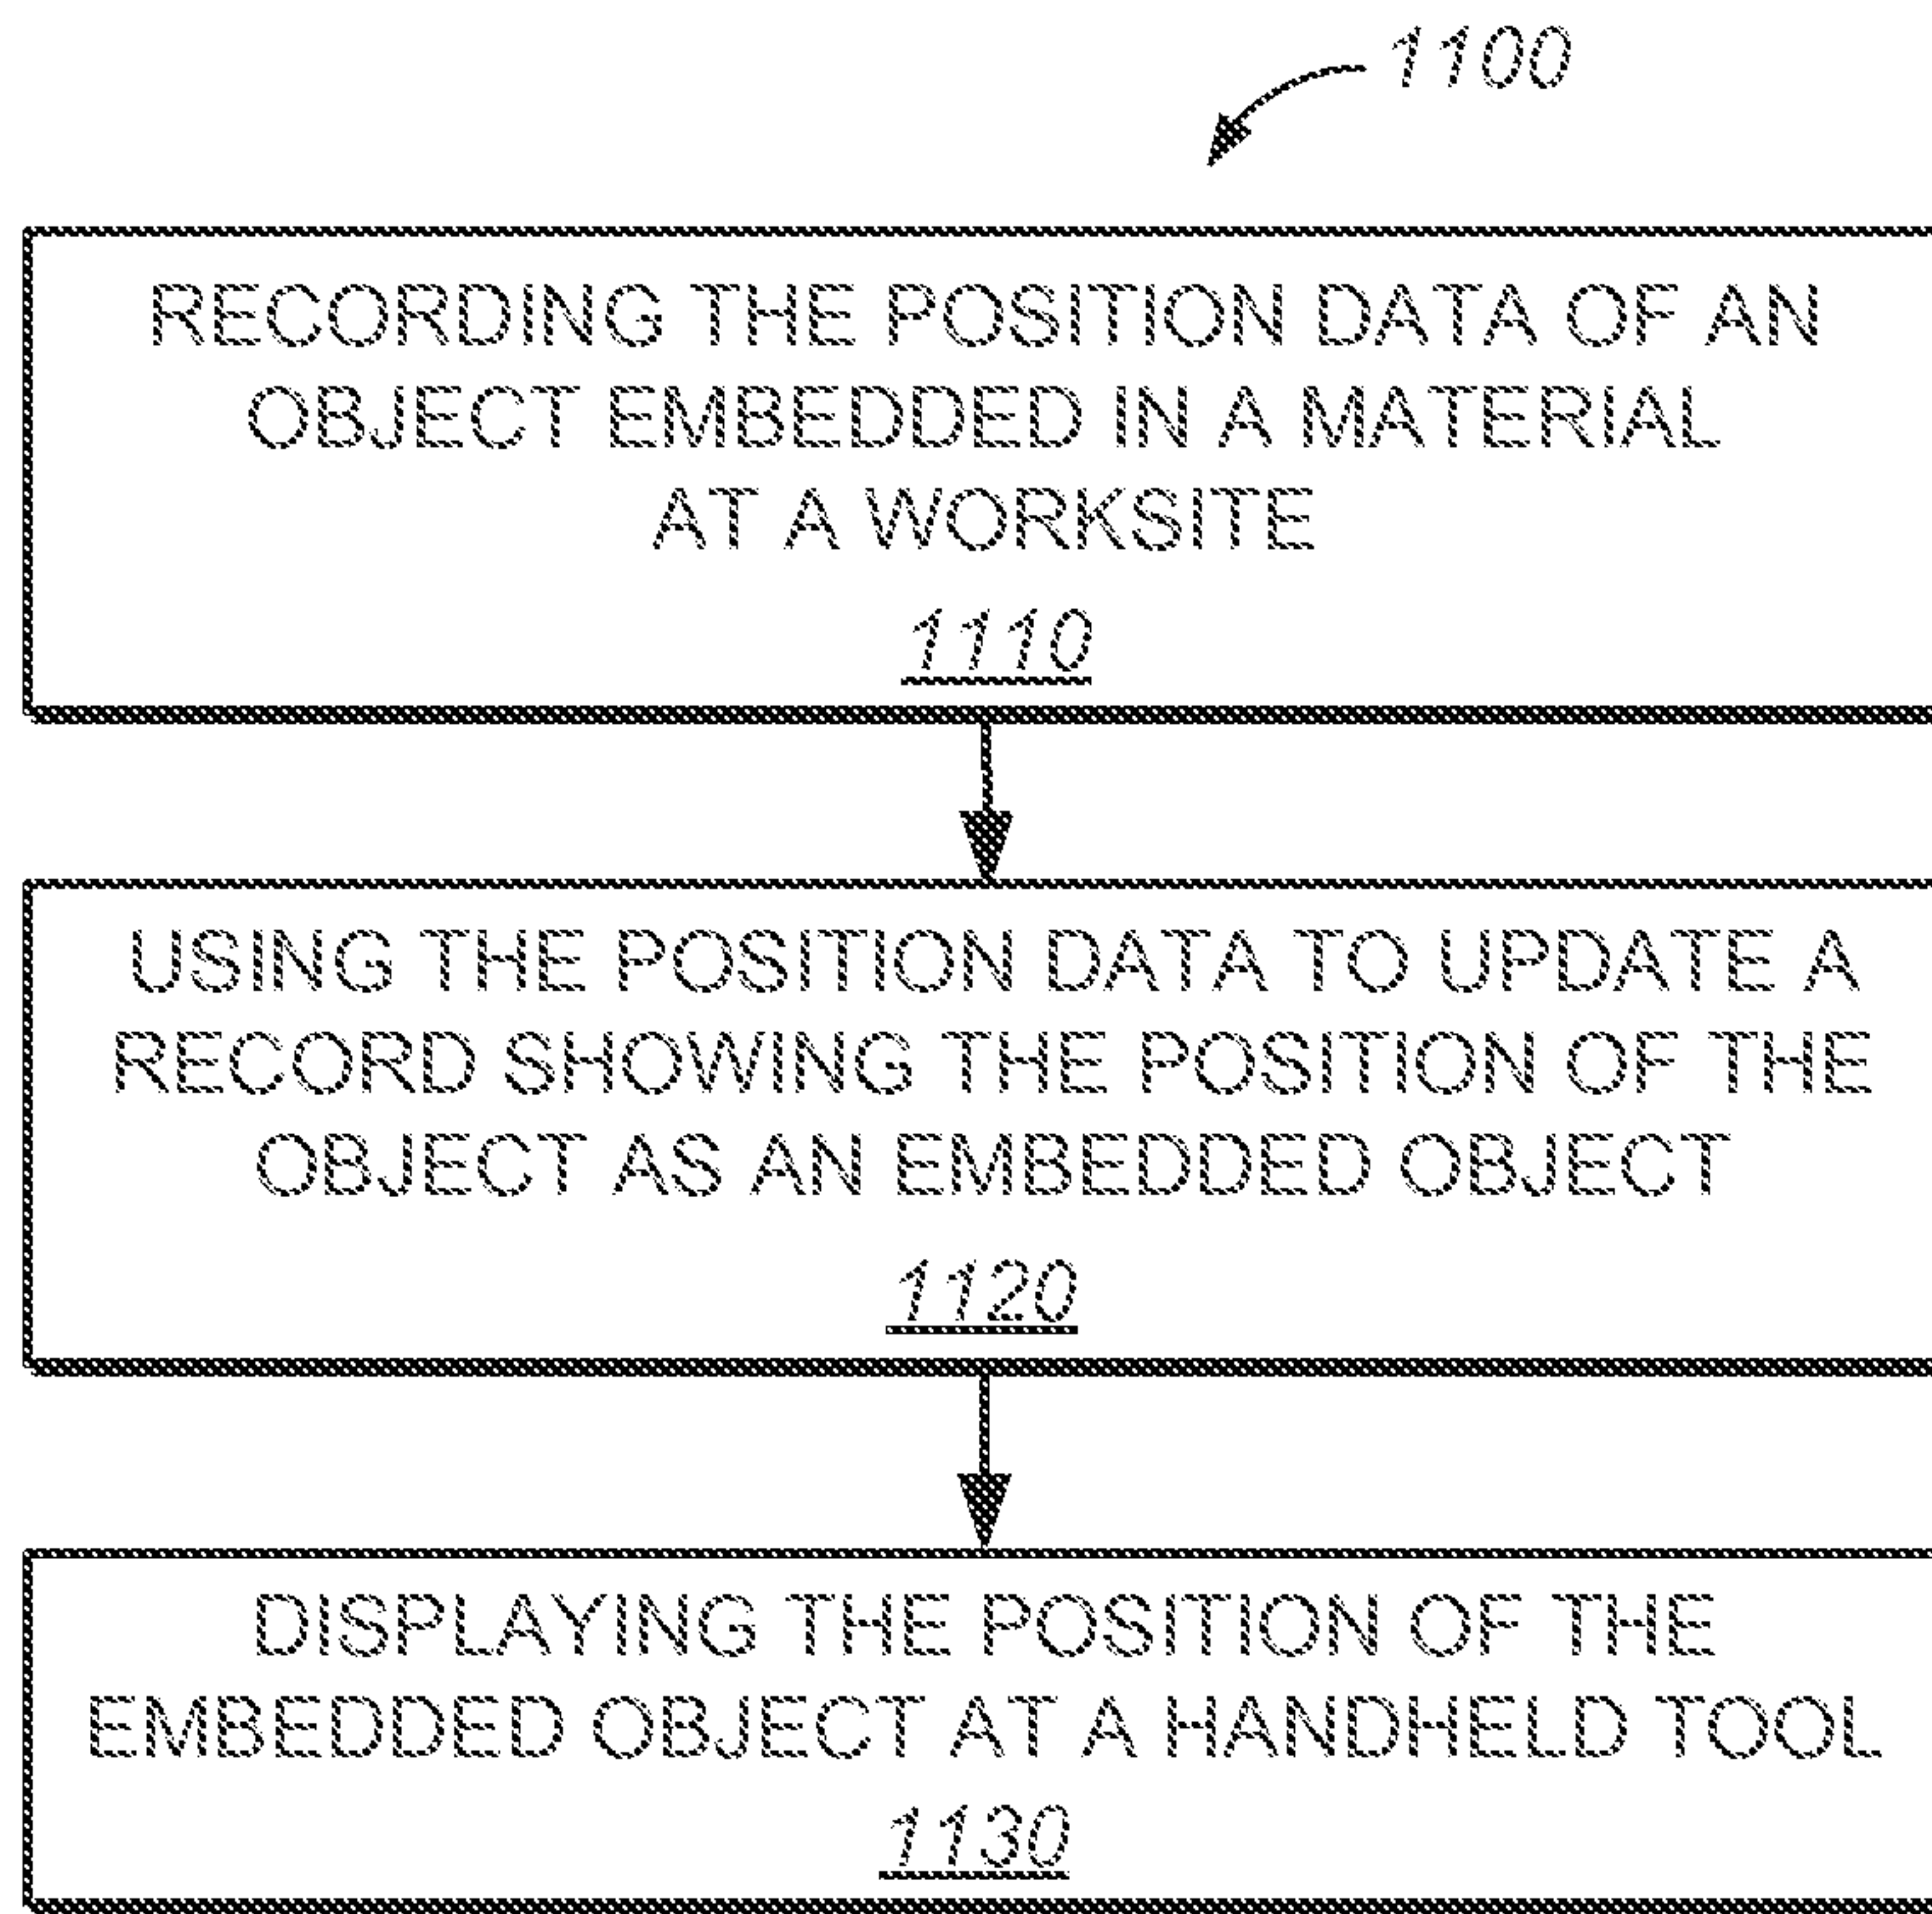 1100
RECORDING THE POSITION DATA OF AN
OBJECT EMBEDDED IN A MATERIAL
AT A WORKSITE
1110
USING THE POSITION DATA TO UPDATE A
RECORD SHOWING THE POSITION OF THE
OBJECT AS AN EMBEDDED OBJECT
1120
DISPLAYING THE POSITION OF THE
EMBEDDED OBJECT AT A HANDHELD TOOL
1130